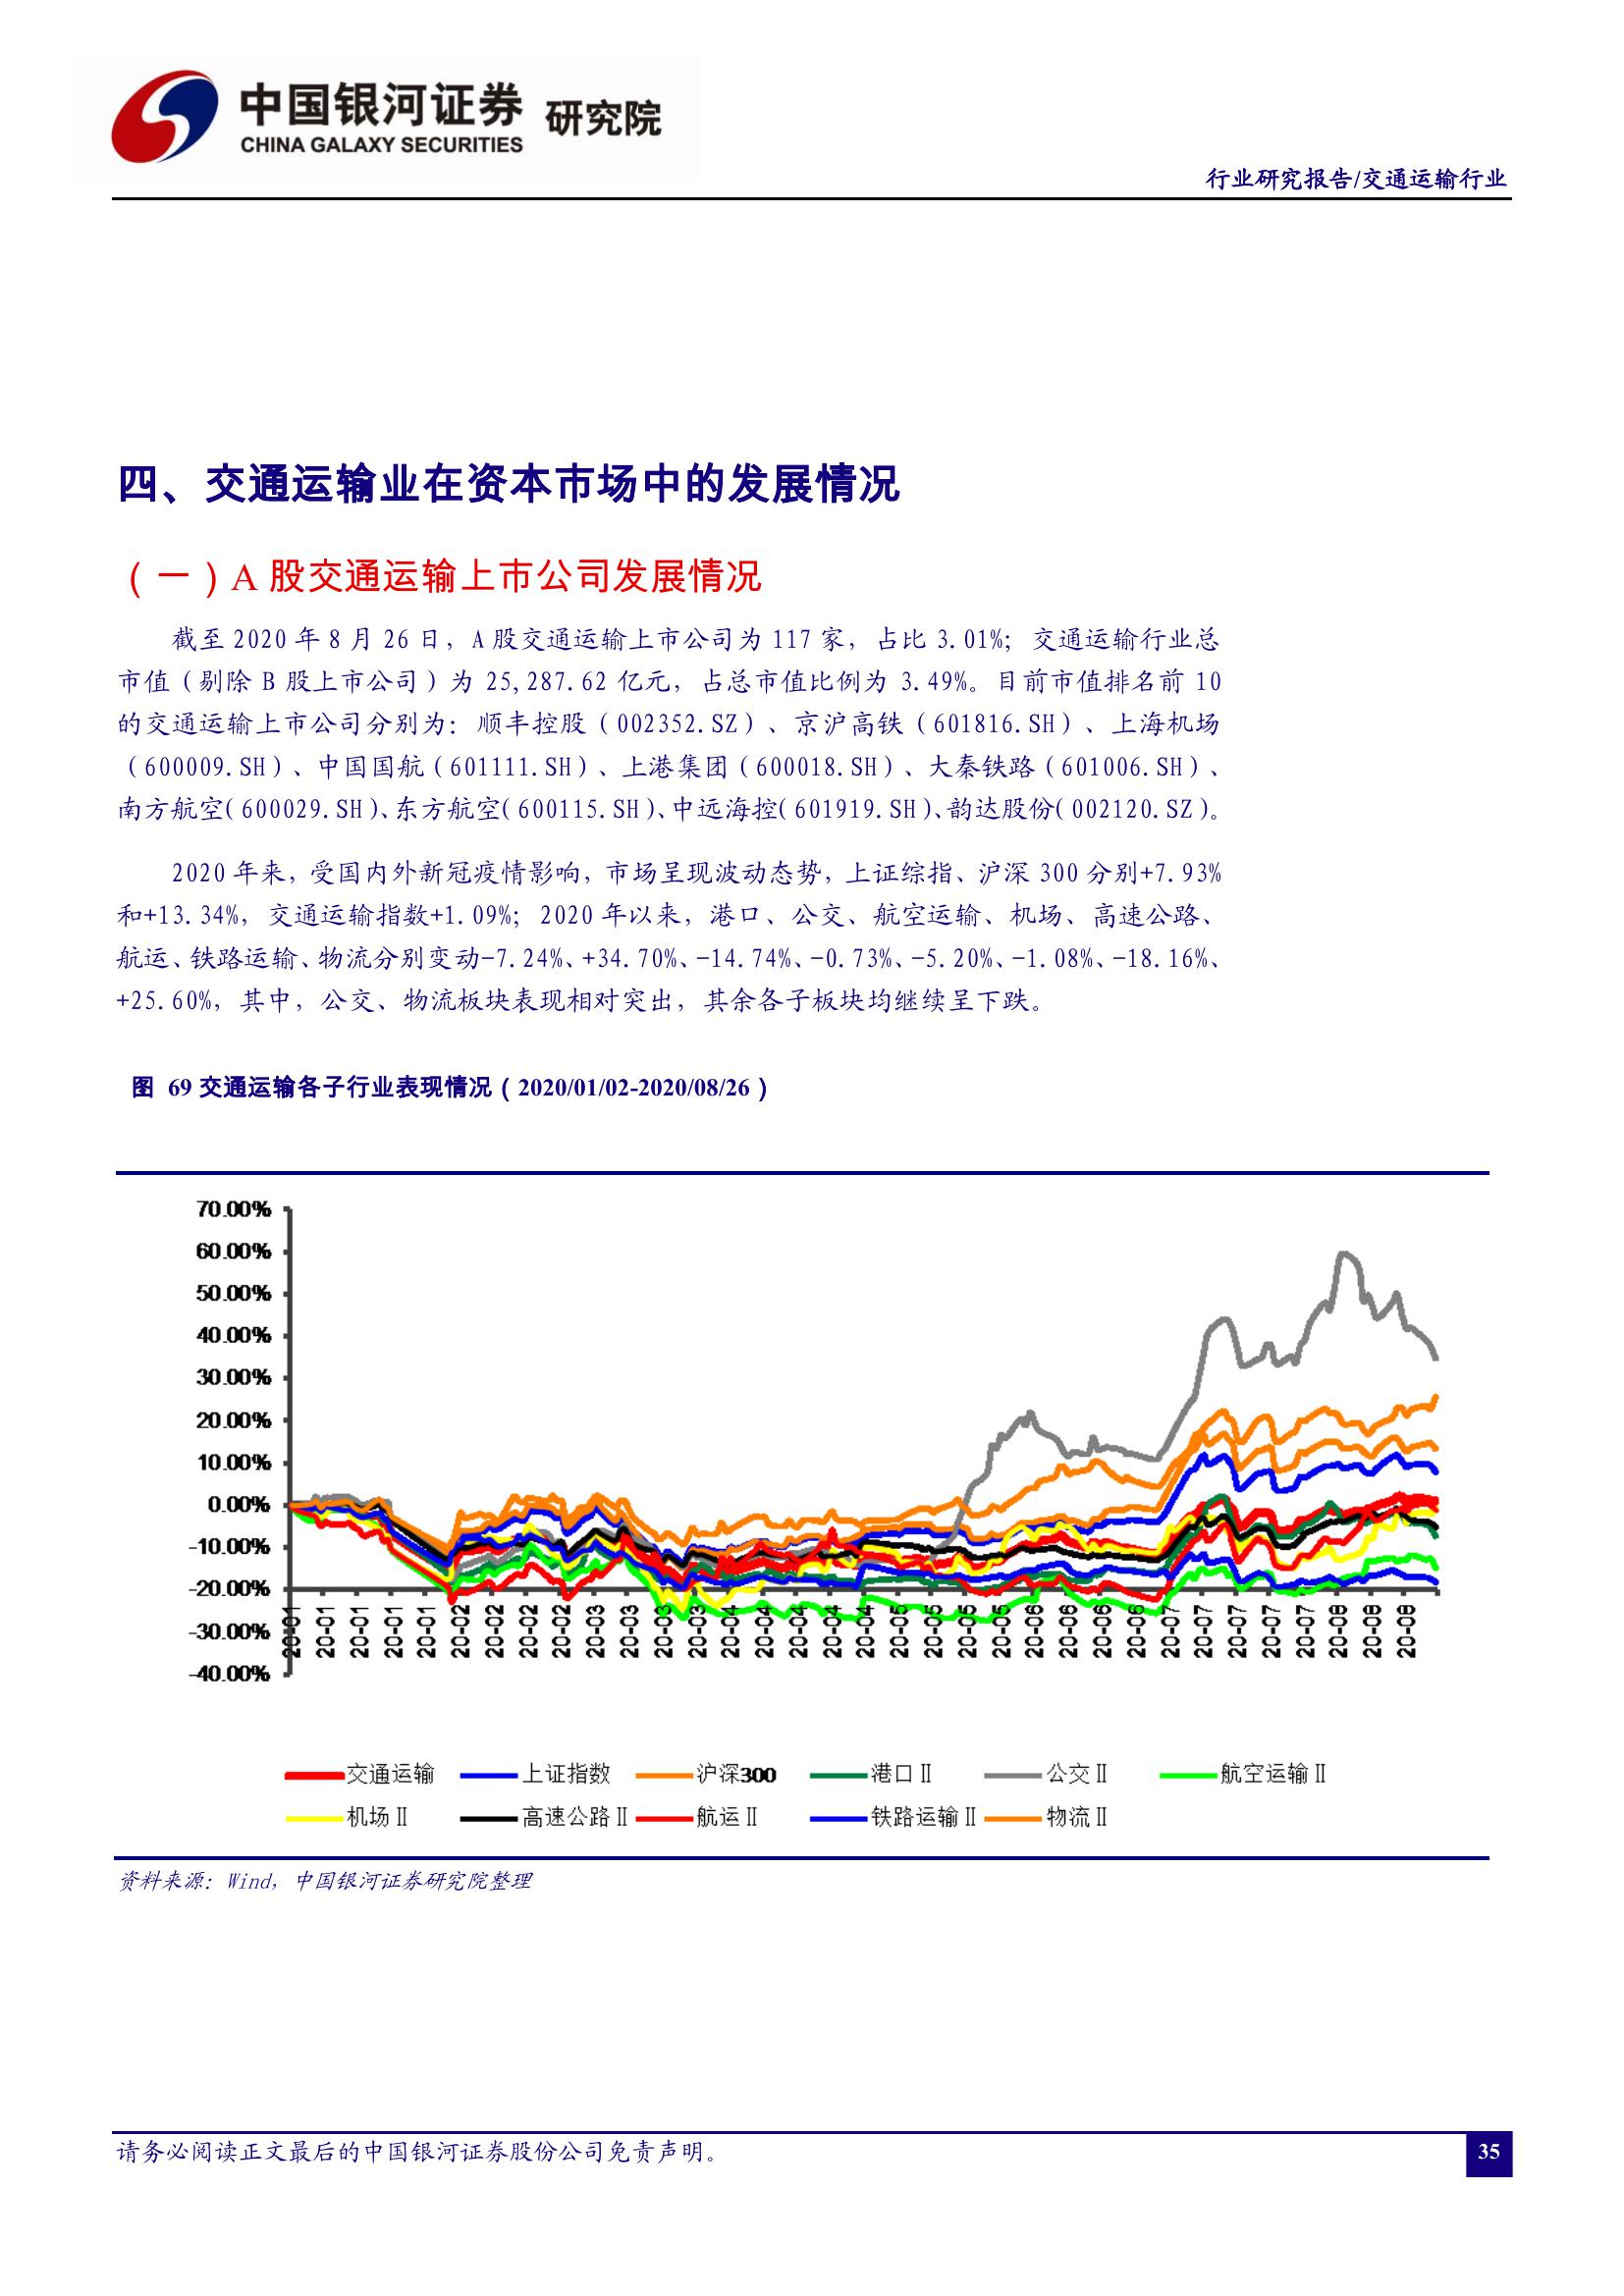 中国银河证券 研究院
CHINA GALAXY SECURITIES
行业研究报告/交通运输行业
四、交通运输业在资本市场中的发展情况
（一）A 股交通运输上市公司发展情况
截至 2020 年 8 月 26 日，A 股交通运输上市公司为 117 家，占比 3.01%；交通运输行业总
市值（剔除 B 股上市公司）为 25,287.62 亿元，占总市值比例为 3.49%。目前市值排名前 10
的交通运输上市公司分别为：顺丰控股（002352.SZ）、京沪高铁（601816.SH）、上海机场
（600009.SH）、中国国航（601111.SH）、上港集团（600018.SH）、大秦铁路（601006.SH）、
南方航空（600029.SH）、东方航空（600115.SH）、中远海控（601919.SH）、韵达股份（002120.SZ）。
2020 年来，受国内外新冠疫情影响，市场呈现波动态势，上证综指、沪深 300 分别+7.93%
和+13.34%，交通运输指数+1.09%；2020 年以来，港口、公交、航空运输、机场、高速公路、
航运、铁路运输、物流分别变动-7.24%、+34.70%、-14.74%、-0.73%、-5.20%、-1.08%、-18.16%、
+25.60%，其中，公交、物流板块表现相对突出，其余各子板块均继续呈下跌。
图 69 交通运输各子行业表现情况（2020/01/02-2020/08/26）
70.00%
60.00%
50.00%
40.00%
30.00%
20.00%
10.00%
0.00%
-10.00%
-20.00%
-30.00%
-40.00%
20-01 20-01 20-01 20-01 20-01 20-02 20-02 20-02 20-02 20-03 20-03 20-03 20-03 20-04 20-04 20-04 20-04 20-04 20-05 20-05 20-05 20-05 20-06 20-06 20-06 20-06 20-07 20-07 20-07 20-07 20-07 20-08 20-08 20-08
交通运输 上证指数 沪深300 港口Ⅱ 公交Ⅱ 航空运输Ⅱ
机场Ⅱ 高速公路Ⅱ 航运Ⅱ 铁路运输Ⅱ 物流Ⅱ
资料来源：Wind，中国银河证券研究院整理
请务必阅读正文最后的中国银河证券股份公司免责声明。
35